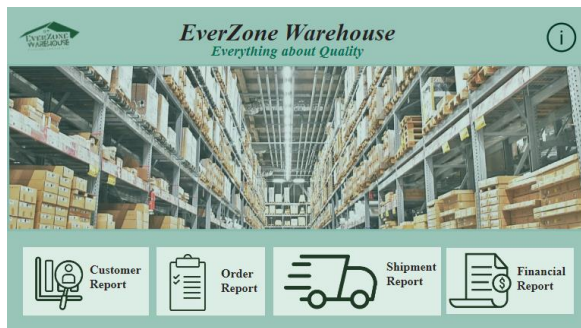 EVERZONE
WAREHOUSE
EverZone Warehouse
Everything about Quality
i
Customer
Report
Order
Report
Shipment
Report
$
Financial
Report